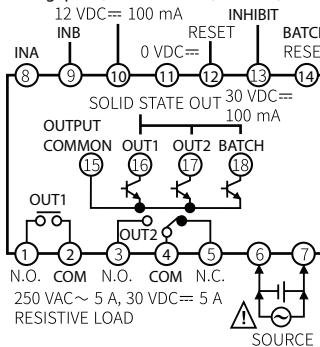 12 VDC⎓ 100 mA
INHIBIT
INB
RESET
BATCH
RESE
INA
0 VDC⎓
8 9 10 11 12 13 14
SOLID STATE OUT
30 VDC⎓
100 mA
OUTPUT
COMMON OUT1 OUT2 BATCH
15 16 17 18
OUT1
OUT2
1 2 3 4 5 6 7
N.O. COM N.O. COM N.C.
250 VAC∼ 5 A, 30 VDC⎓ 5 A
RESISTIVE LOAD
SOURCE